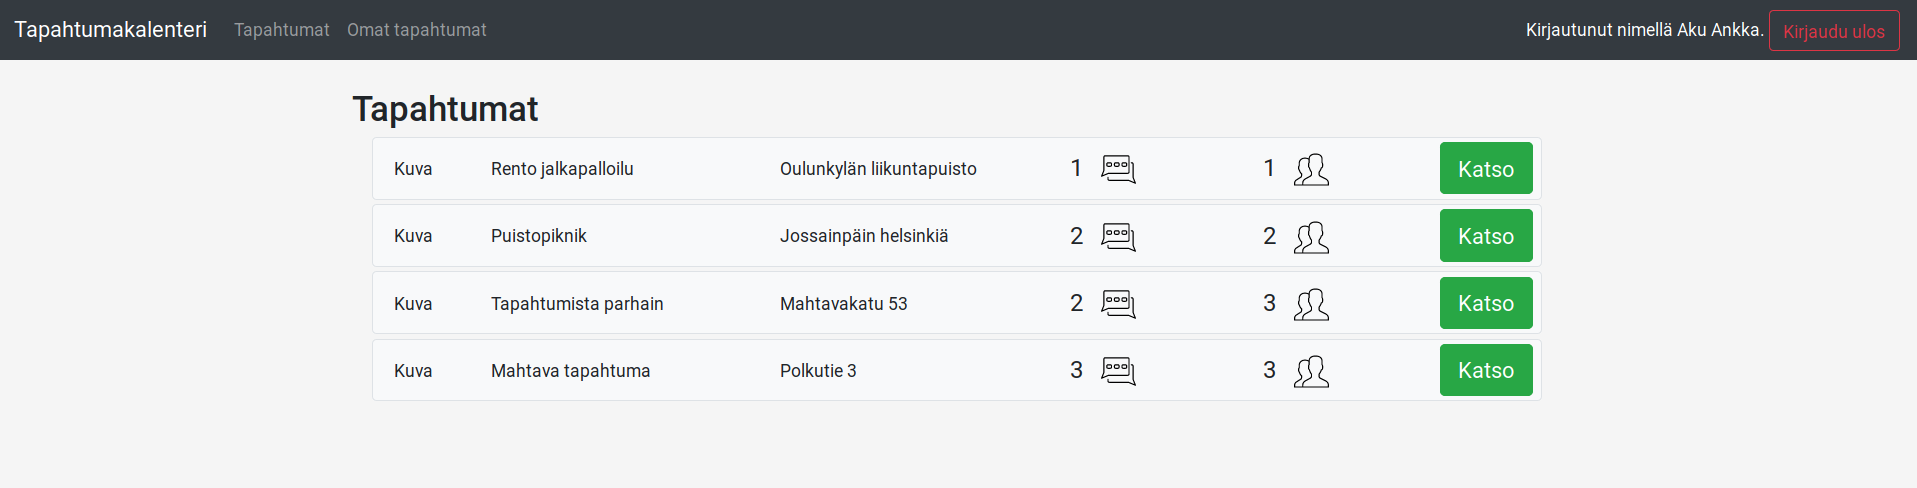 Tapahtumakalenteri Tapahtumat Omat tapahtumat Kirjautunut nimellä Aku Ankka. Kirjaudu ulos
Tapahtumat
Kuva Rento jalkapalloilu Oulunkylän liikuntapuisto 1 1 Katso
Kuva Puistopiknik Jossainpäin helsinkiä 2 2 Katso
Kuva Tapahtumista parhain Mahtavakatu 53 2 3 Katso
Kuva Mahtava tapahtuma Polkutie 3 3 3 Katso